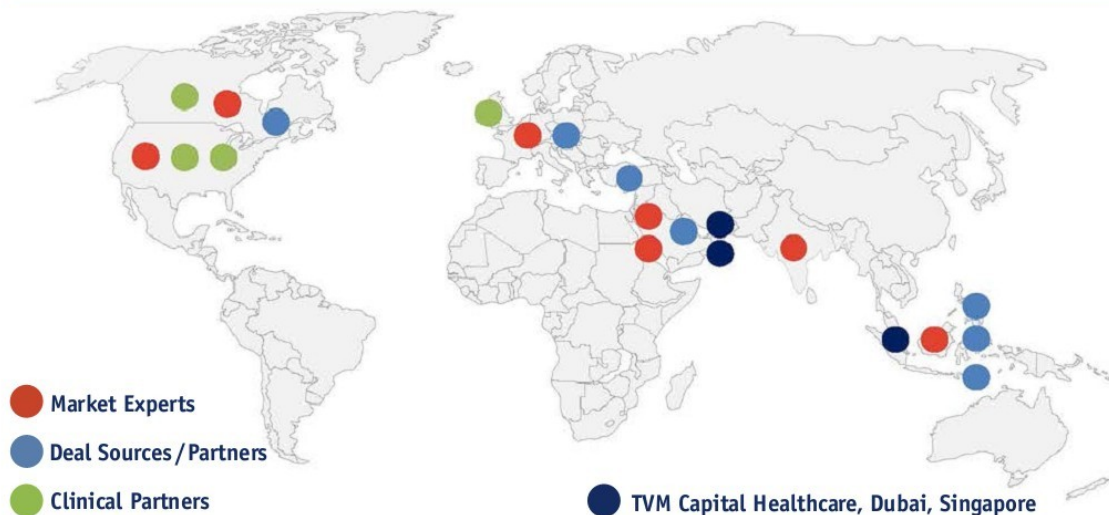 Market Experts
Deal Sources / Partners
Clinical Partners
TVM Capital Healthcare, Dubai, Singapore